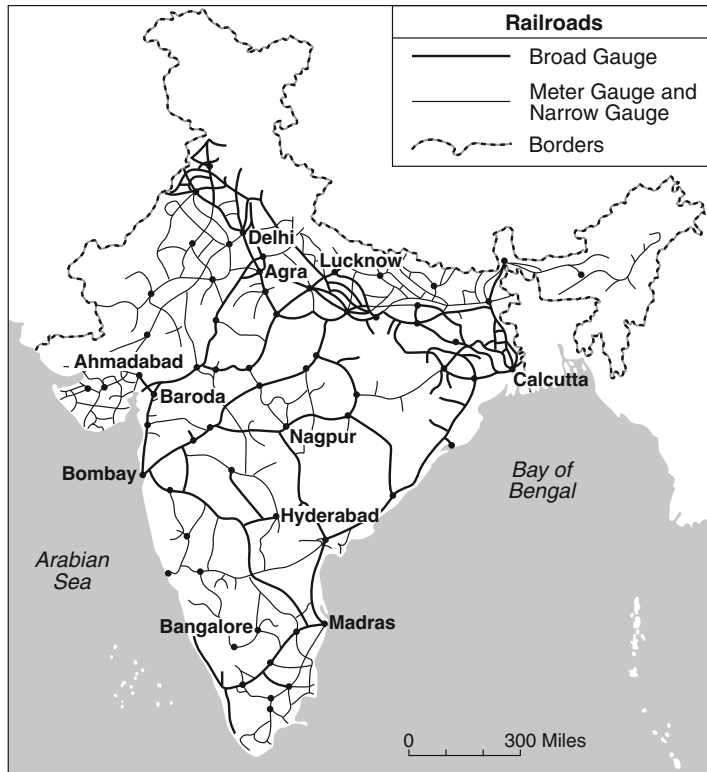 Railroads
Broad Gauge
Meter Gauge and
Narrow Gauge
Borders
Delhi
Agra
Lucknow
Ahmadabad
Baroda
Calcutta
Nagpur
Bombay
Bay of
Bengal
Hyderabad
Arabian
Sea
Bangalore
Madras
0 300 Miles